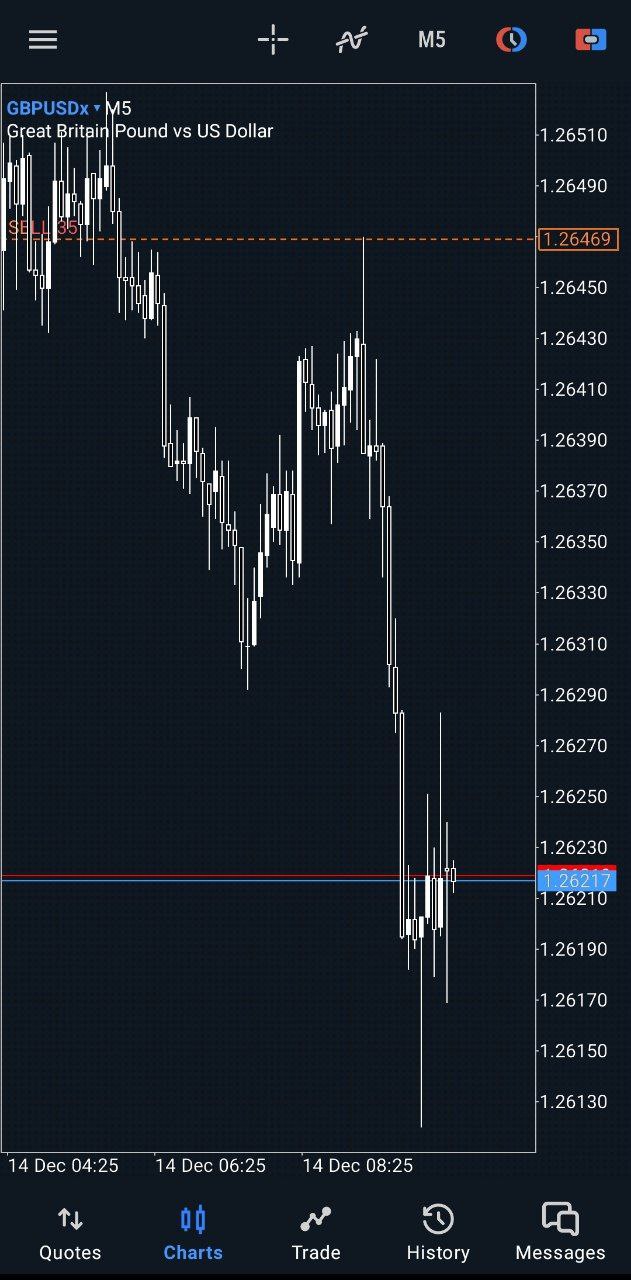 M5
GBPUSDx M5
Great Britain Pound vs US Dollar
1.26510
1.26490
SELL 35
1.26469
1.26450
1.26430
1.26410
1.26390
1.26370
1.26350
1.26330
1.26310
1.26290
1.26270
1.26250
1.26230
1.26217
1.26210
1.26190
1.26170
1.26150
1.26130
14 Dec 04:25
14 Dec 06:25
14 Dec 08:25
Quotes
Charts
Trade
History
Messages